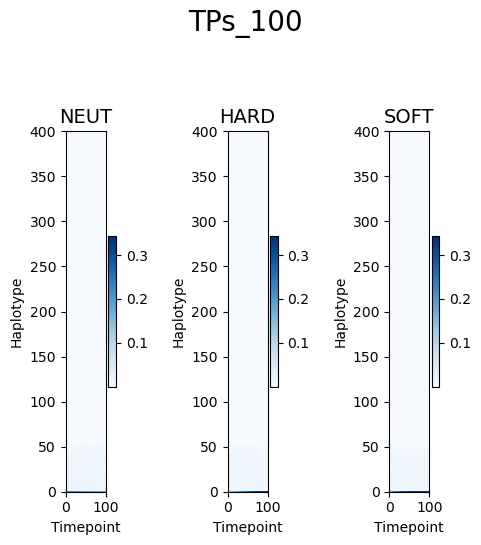 TPs_100
NEUT HARD SOFT
400 400 400
350 350 350
300 300 300
0.3 0.3 0.3
250 250 250
0.2 0.2 0.2
Haplotype Haplotype Haplotype
200 200 200
0.1 0.1 0.1
150 150 150
100 100 100
50 50 50
0 0 0
0 100 0 100 0 100
Timepoint Timepoint Timepoint